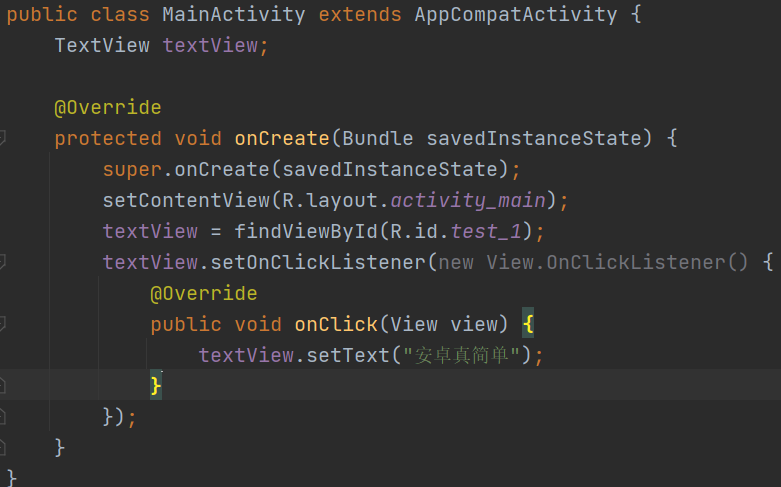 public class MainActivity extends AppCompatActivity {
TextView textView;
@Override
protected void onCreate(Bundle savedInstanceState) {
super.onCreate(savedInstanceState);
setContentView(R.layout.activity_main);
textView = findViewById(R.id.test_1);
textView.setOnClickListener(new View.OnClickListener() {
@Override
public void onClick(View view) {
textView.setText("安卓真简单");
}
});
}
}